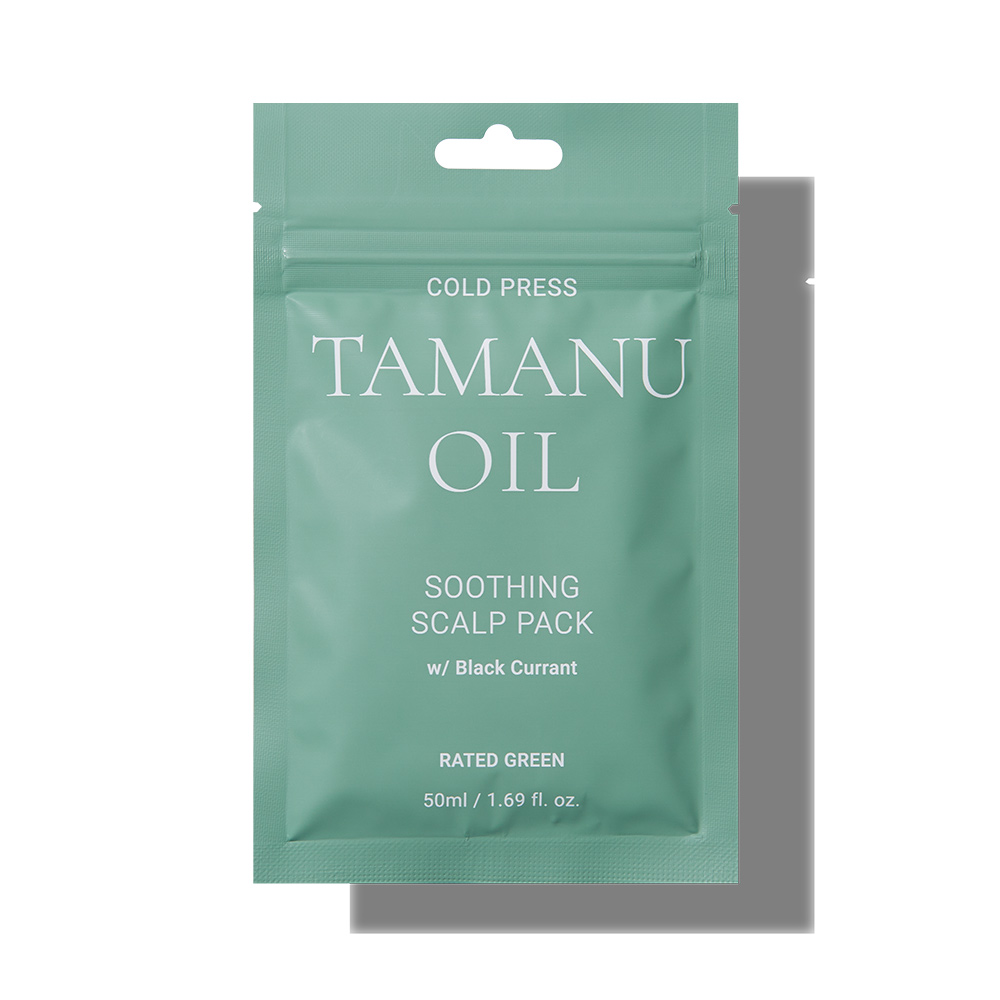 COLD PRESS
TAMANU
OIL
SOOTHING
SCALP PACK
w/ Black Currant
RATED GREEN
50ml / 1.69 fl. oz.